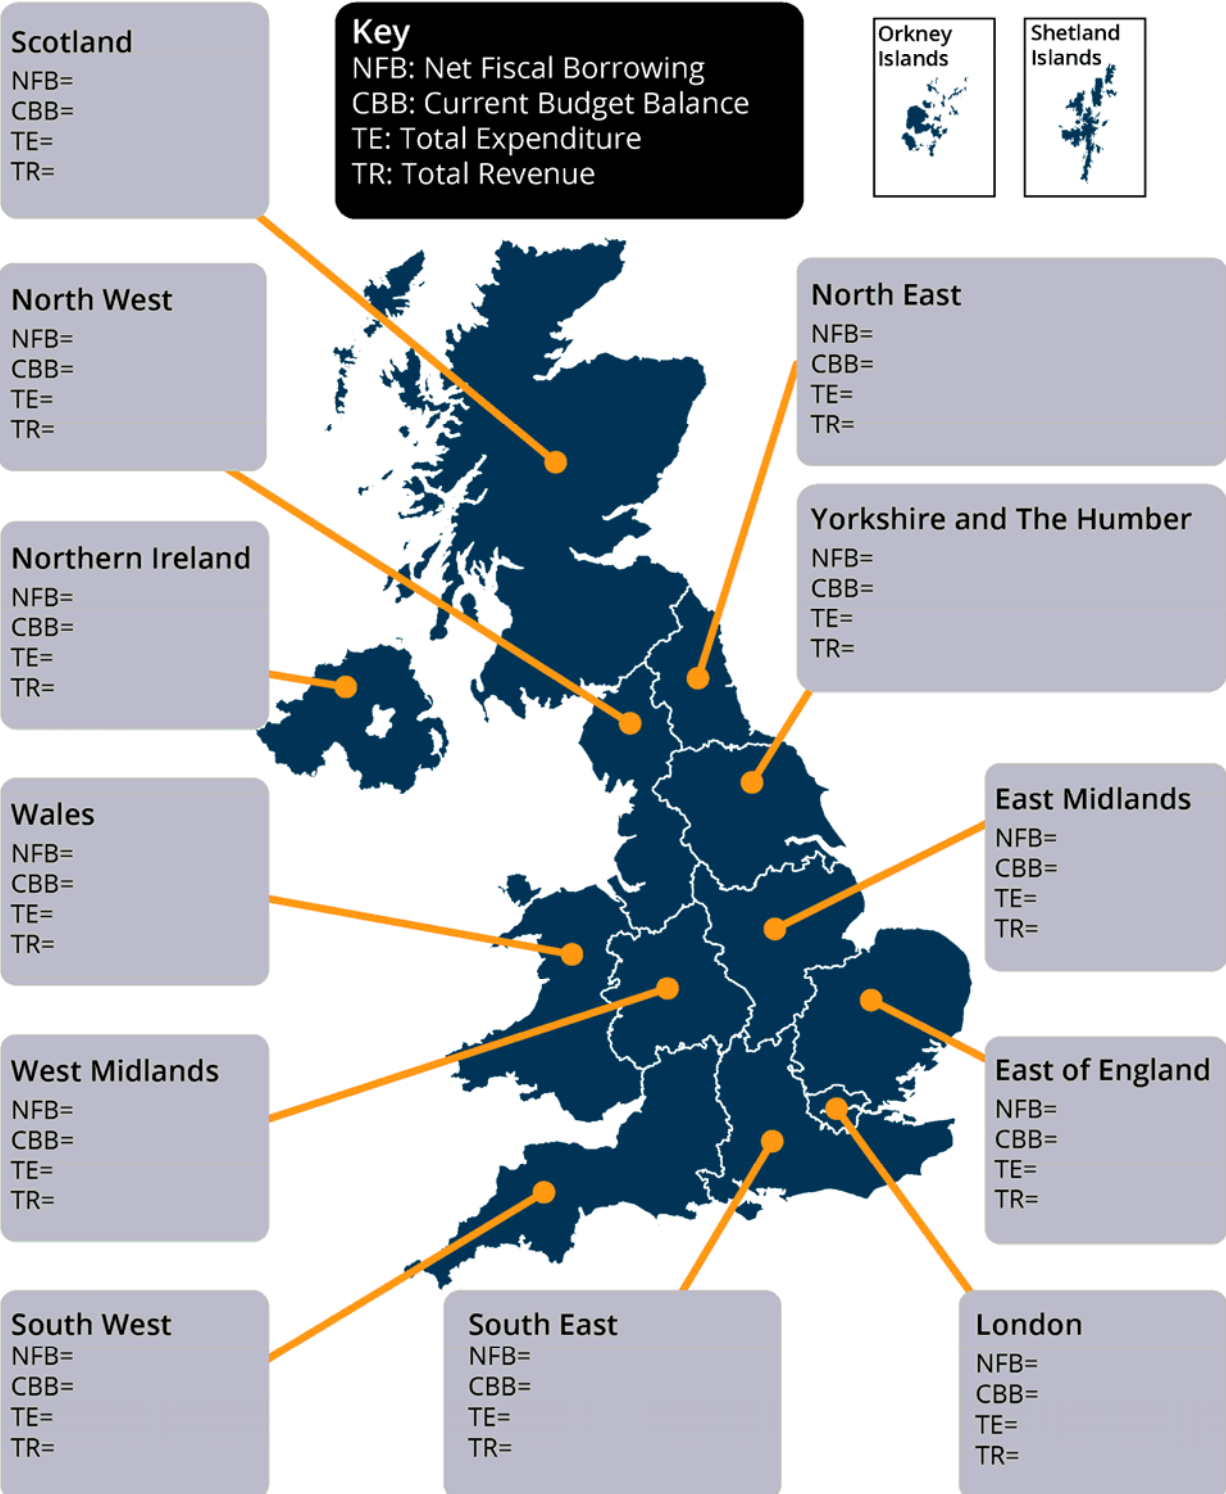 Scotland
NFB=
CBB=
TE=
TR=
Key
NFB: Net Fiscal Borrowing
CBB: Current Budget Balance
TE: Total Expenditure
TR: Total Revenue
Orkney
Islands
Shetland
Islands
North West
NFB=
CBB=
TE=
TR=
North East
NFB=
CBB=
TE=
TR=
Northern Ireland
NFB=
CBB=
TE=
TR=
Yorkshire and The Humber
NFB=
CBB=
TE=
TR=
Wales
NFB=
CBB=
TE=
TR=
East Midlands
NFB=
CBB=
TE=
TR=
West Midlands
NFB=
CBB=
TE=
TR=
East of England
NFB=
CBB=
TE=
TR=
South West
NFB=
CBB=
TE=
TR=
South East
NFB=
CBB=
TE=
TR=
London
NFB=
CBB=
TE=
TR=